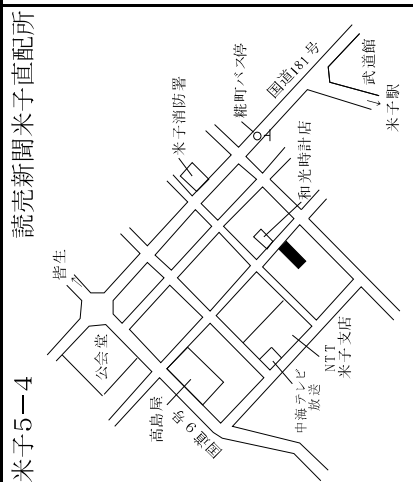 米子5－4
読売新聞米子直配所
皆生
公会堂
高島屋
国道9号
中海テレビ
放送
NTT
米子支店
米子消防署
糀町バス停
国道181号
和光時計店
武道館
米子駅